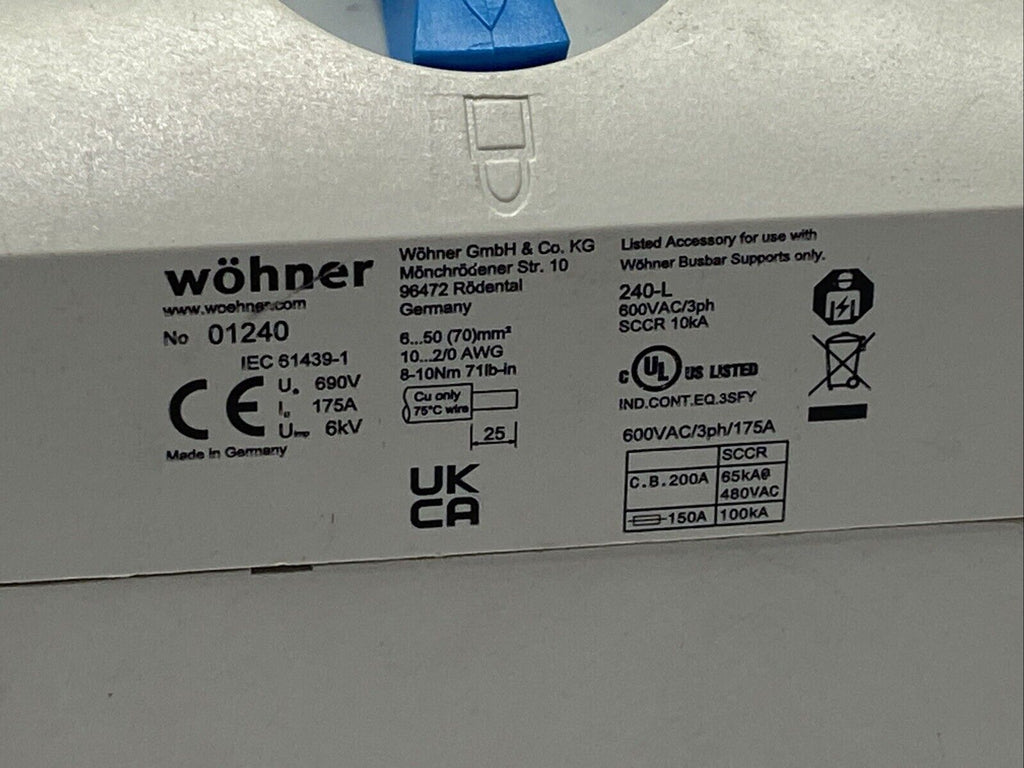 wöhner
www.woehner.com
No 01240
IEC 61439-1
CE
Ue 690V
Ie 175A
Uimp 6kV
Made in Germany
Wöhner GmbH & Co. KG
Mönchrödener Str. 10
96472 Rödental
Germany
6...50 (70)mm²
10...2/0 AWG
8-10Nm 71lb-in
Cu only
75°C wire
25
UK
CA
Listed Accessory for use with
Wöhner Busbar Supports only.
240-L
600VAC/3ph
SCCR 10kA
c UL US LISTED
IND.CONT.EQ.3SFY
600VAC/3ph/175A
SCCR
C.B.200A 65kA@
480VAC
150A 100kA